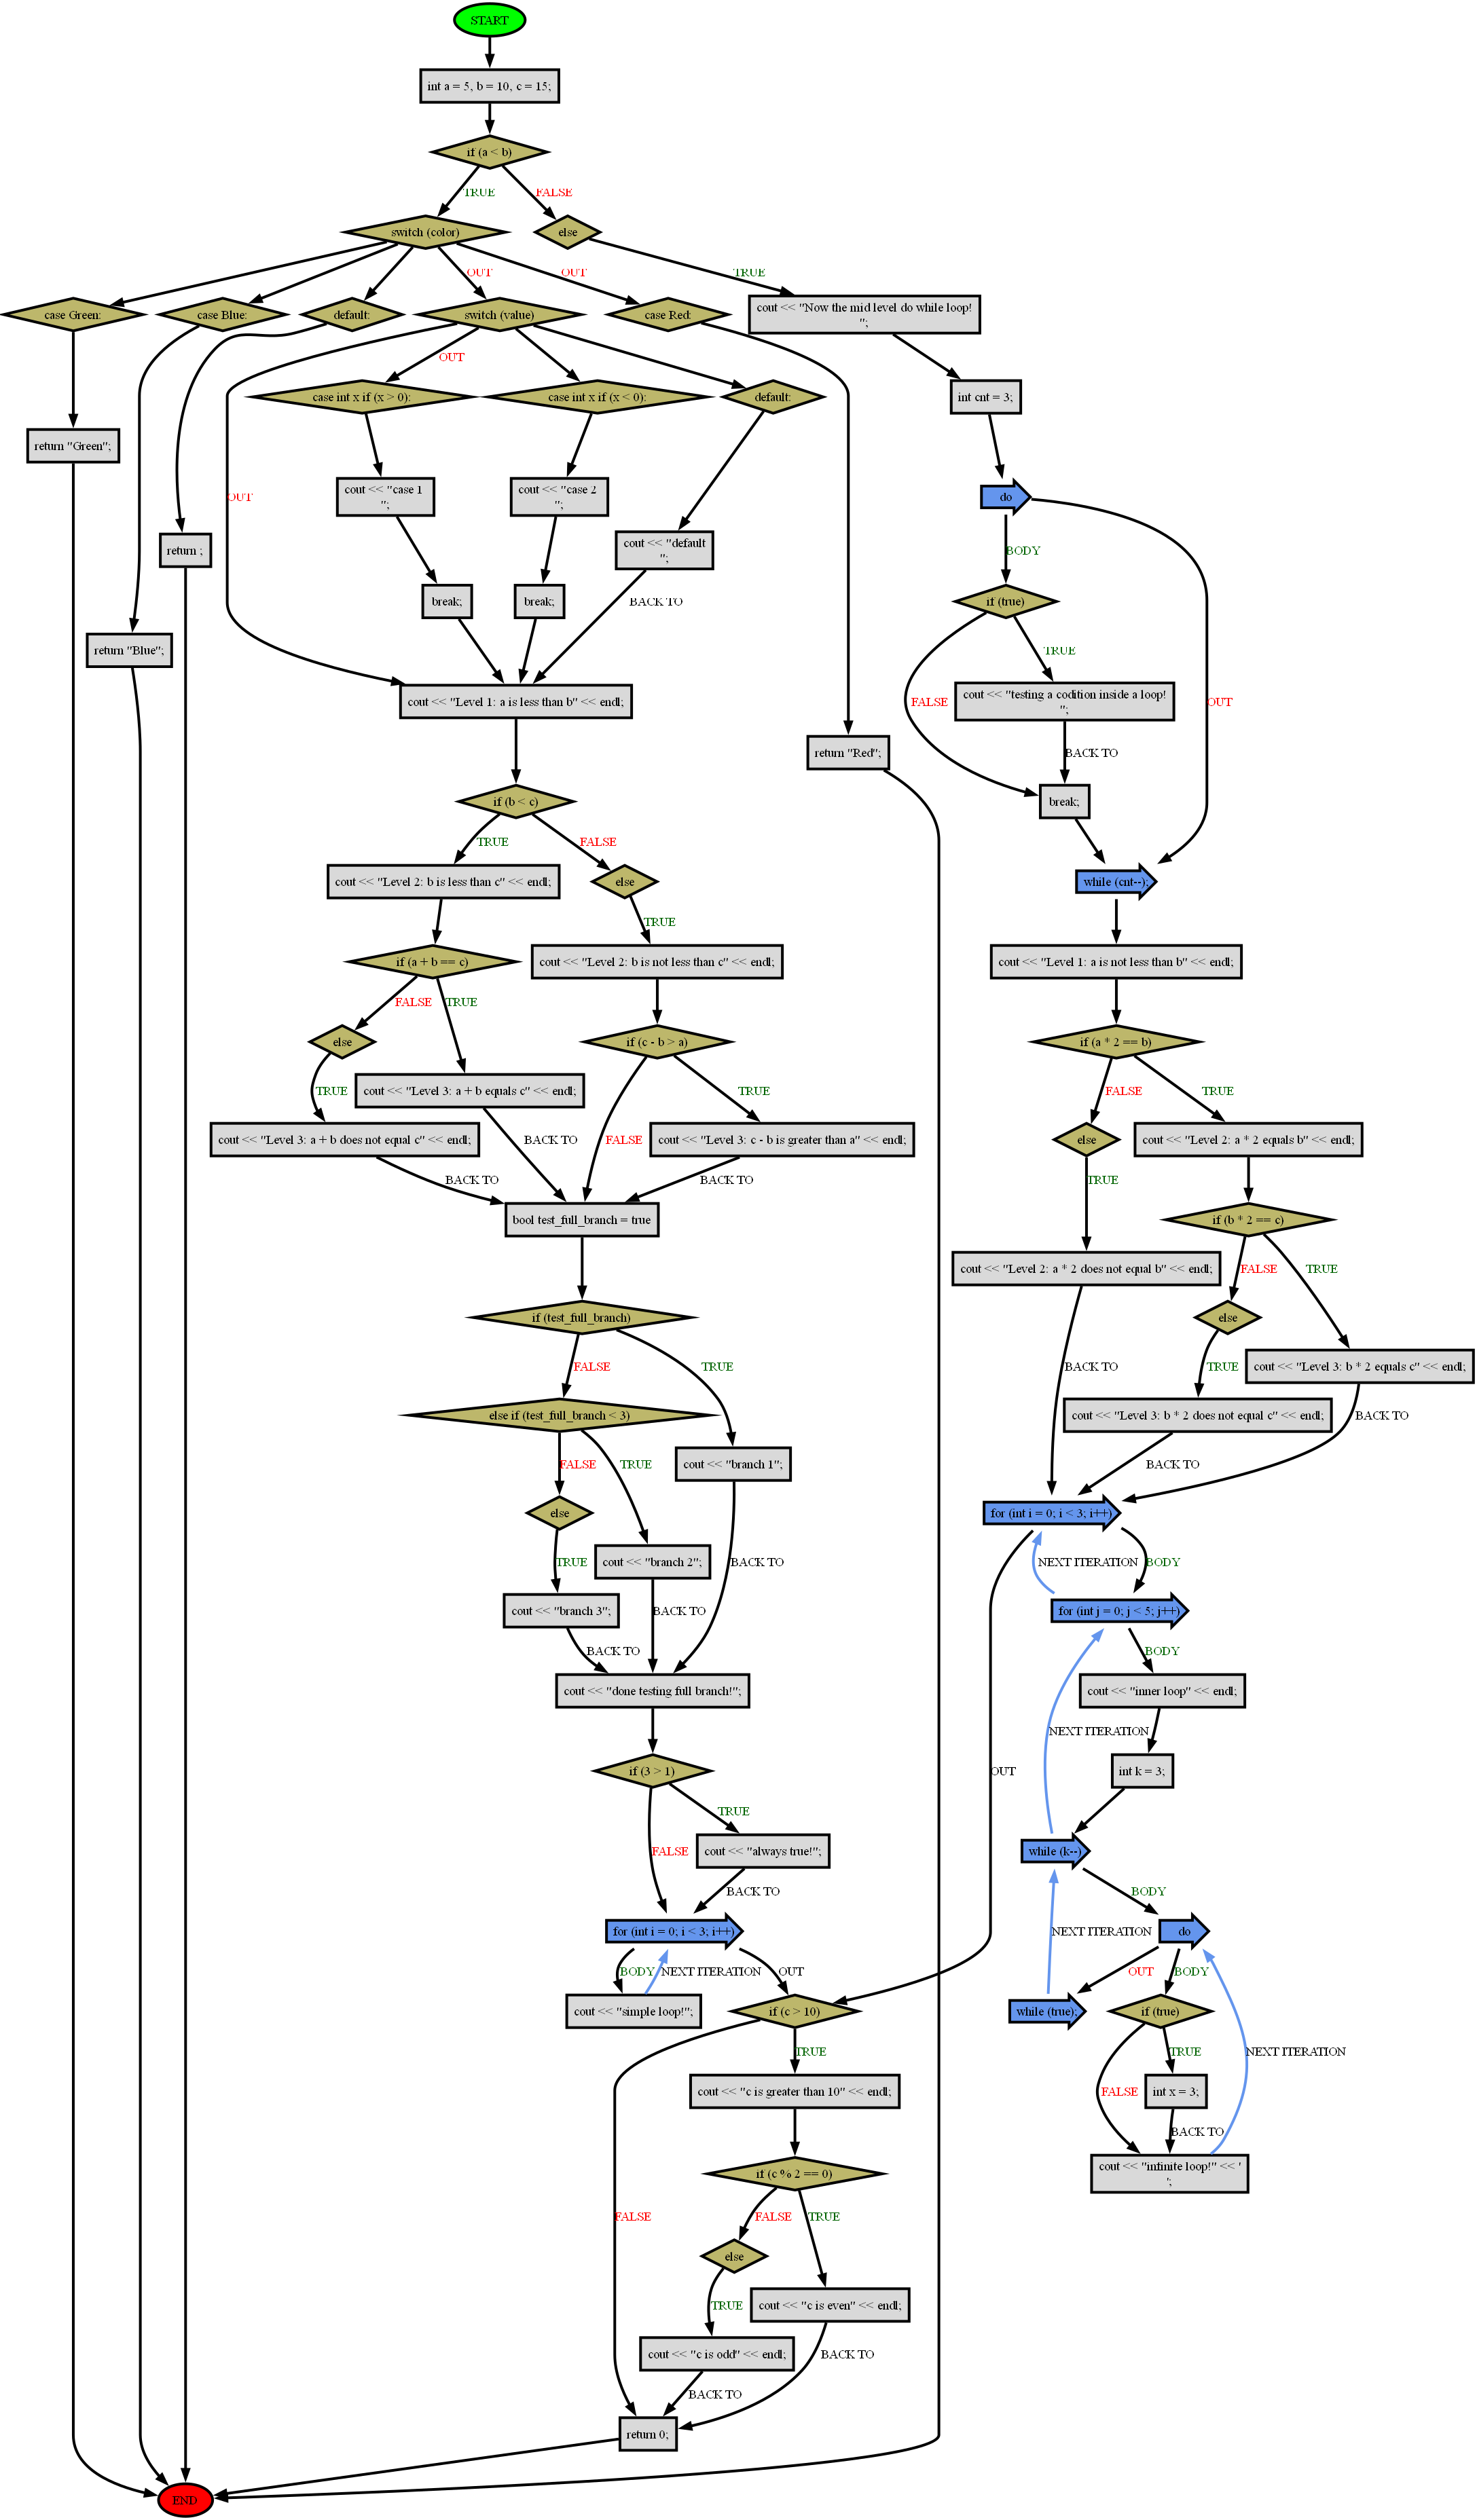 START
int a = 5, b = 10, c = 15;
if (a < b)
TRUE
FALSE
switch (color)
else
OUT
OUT
TRUE
case Green:
case Blue:
default:
switch (value)
case Red:
cout << "Now the mid level do while loop!
";
OUT
case int x if (x > 0):
case int x if (x < 0):
default:
int cnt = 3;
return "Green";
cout << "case 1
";
cout << "case 2
";
OUT
do
return ;
cout << "default
";
BODY
break;
break;
BACK TO
if (true)
return "Blue";
TRUE
cout << "Level 1: a is less than b" << endl;
FALSE
cout << "testing a codition inside a loop!
";
OUT
return "Red";
BACK TO
if (b < c)
break;
TRUE
FALSE
cout << "Level 2: b is less than c" << endl;
else
while (cnt--);
TRUE
if (a + b == c)
cout << "Level 2: b is not less than c" << endl;
cout << "Level 1: a is not less than b" << endl;
FALSE
TRUE
else
if (c - b > a)
if (a * 2 == b)
TRUE
cout << "Level 3: a + b equals c" << endl;
TRUE
FALSE
TRUE
cout << "Level 3: a + b does not equal c" << endl;
BACK TO
FALSE
cout << "Level 3: c - b is greater than a" << endl;
else
cout << "Level 2: a * 2 equals b" << endl;
BACK TO
BACK TO
TRUE
bool test_full_branch = true
if (b * 2 == c)
cout << "Level 2: a * 2 does not equal b" << endl;
FALSE
TRUE
if (test_full_branch)
else
FALSE
TRUE
BACK TO
TRUE
cout << "Level 3: b * 2 equals c" << endl;
else if (test_full_branch < 3)
cout << "Level 3: b * 2 does not equal c" << endl;
BACK TO
FALSE
TRUE
cout << "branch 1";
BACK TO
else
for (int i = 0; i < 3; i++)
TRUE
cout << "branch 2";
BACK TO
NEXT ITERATION
BODY
cout << "branch 3";
BACK TO
for (int j = 0; j < 5; j++)
BACK TO
BODY
cout << "done testing full branch!";
cout << "inner loop" << endl;
NEXT ITERATION
if (3 > 1)
OUT
int k = 3;
TRUE
FALSE
cout << "always true!";
while (k--)
BACK TO
BODY
for (int i = 0; i < 3; i++)
NEXT ITERATION
do
BODY
NEXT ITERATION
OUT
OUT
BODY
cout << "simple loop!";
if (c > 10)
while (true);
if (true)
TRUE
TRUE
NEXT ITERATION
cout << "c is greater than 10" << endl;
FALSE
int x = 3;
BACK TO
if (c % 2 == 0)
cout << "infinite loop!" << '
';
FALSE
FALSE
TRUE
else
TRUE
cout << "c is even" << endl;
cout << "c is odd" << endl;
BACK TO
BACK TO
return 0;
END